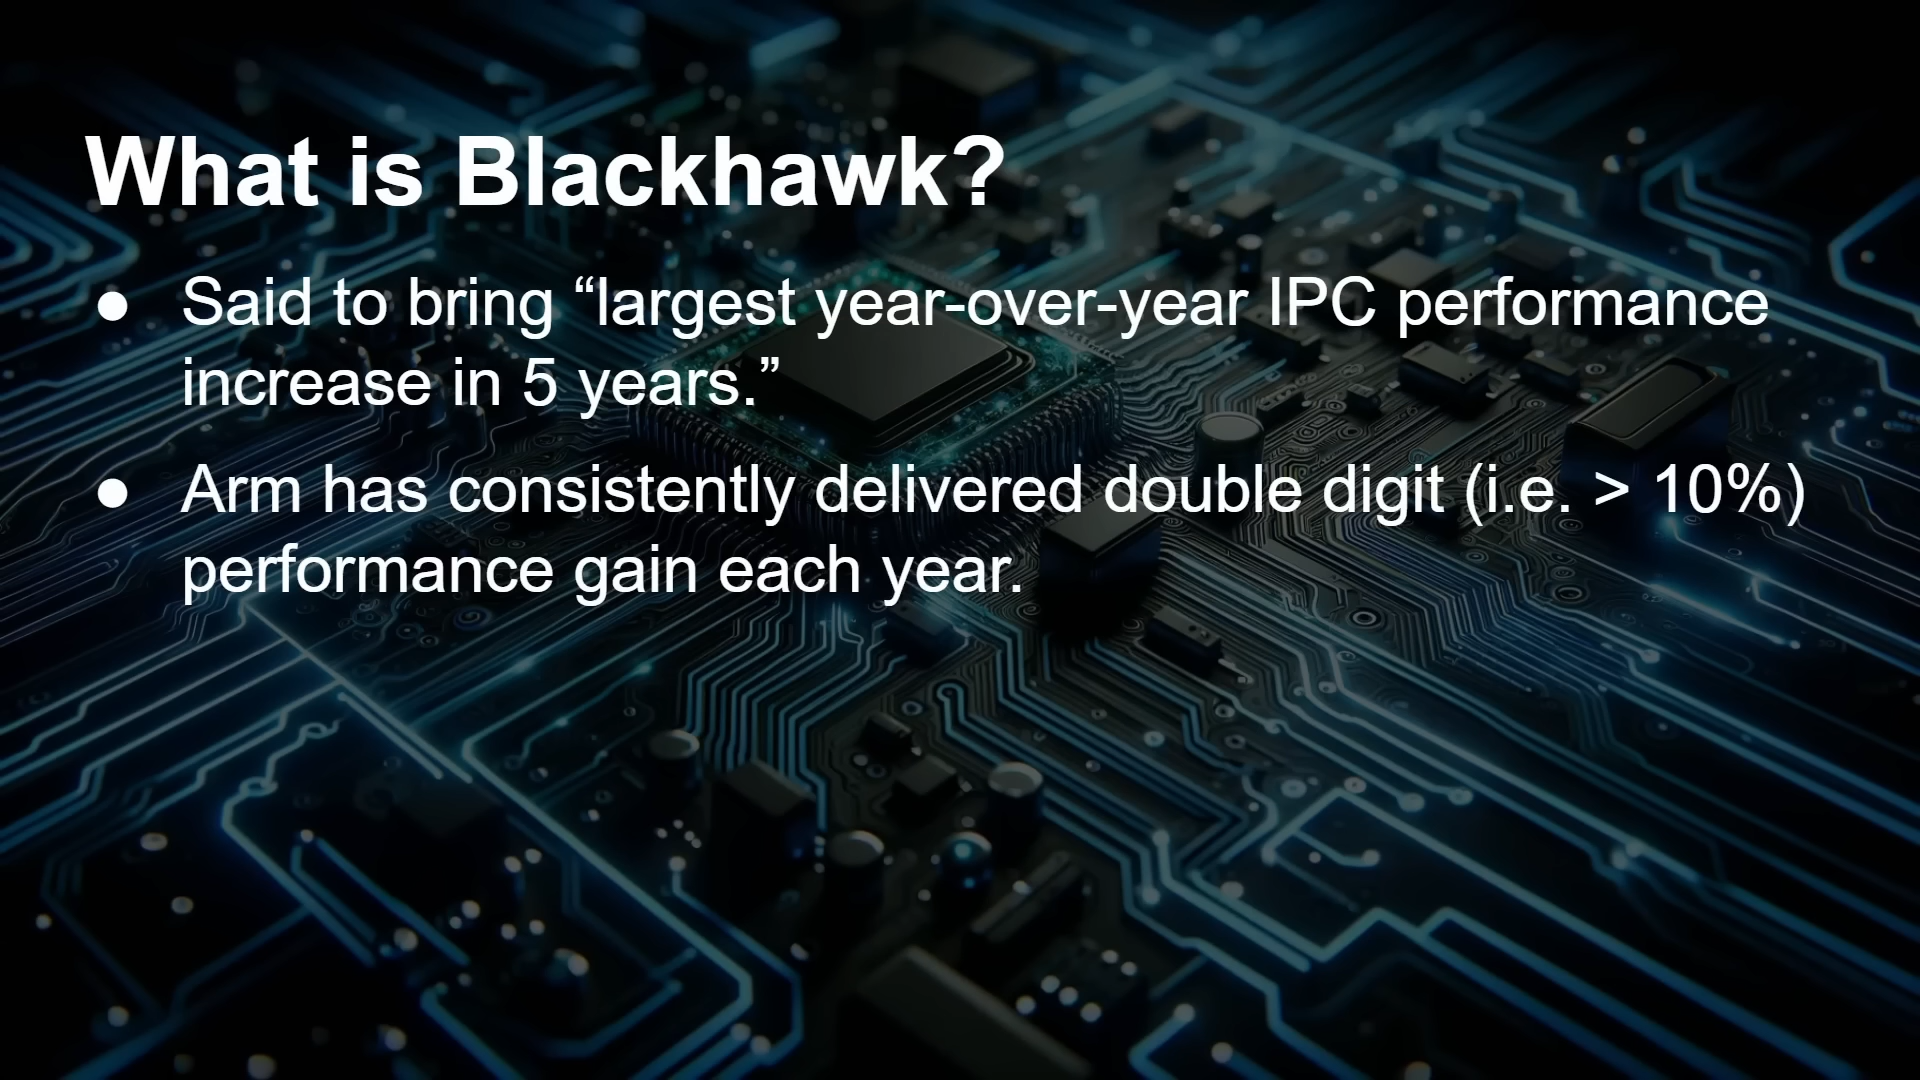 What is Blackhawk?
● Said to bring “largest year-over-year IPC performance
increase in 5 years.”
● Arm has consistently delivered double digit (i.e. > 10%)
performance gain each year.